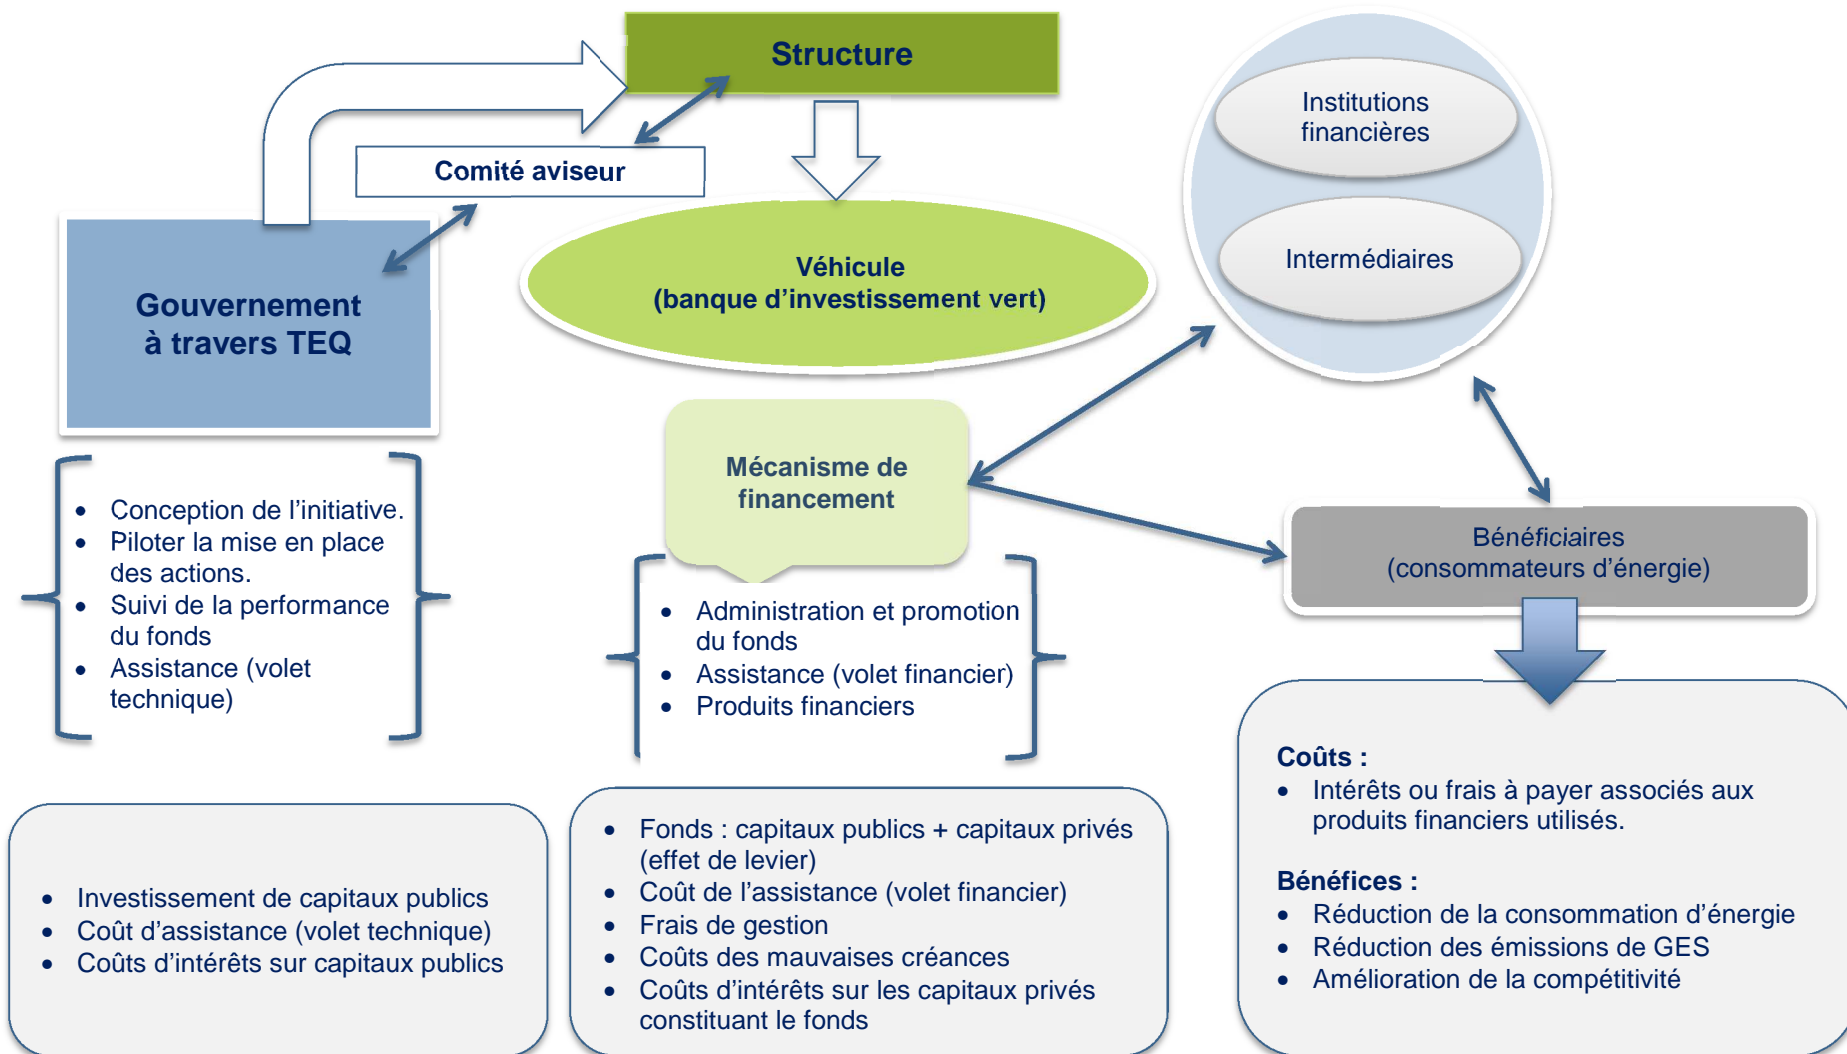 Structure
Comité aviseur
Gouvernement
à travers TEQ
Véhicule
(banque d’investissement vert)
Institutions
financières
Intermédiaires
Mécanisme de
financement
Bénéficiaires
(consommateurs d’énergie)
• Conception de l’initiative.
• Piloter la mise en place
des actions.
• Suivi de la performance
du fonds
• Assistance (volet
technique)
• Administration et promotion
du fonds
• Assistance (volet financier)
• Produits financiers
• Investissement de capitaux publics
• Coût d’assistance (volet technique)
• Coûts d’intérêts sur capitaux publics
• Fonds : capitaux publics + capitaux privés
(effet de levier)
• Coût de l’assistance (volet financier)
• Frais de gestion
• Coûts des mauvaises créances
• Coûts d’intérêts sur les capitaux privés
constituant le fonds
Coûts :
• Intérêts ou frais à payer associés aux
produits financiers utilisés.
Bénéfices :
• Réduction de la consommation d’énergie
• Réduction des émissions de GES
• Amélioration de la compétitivité